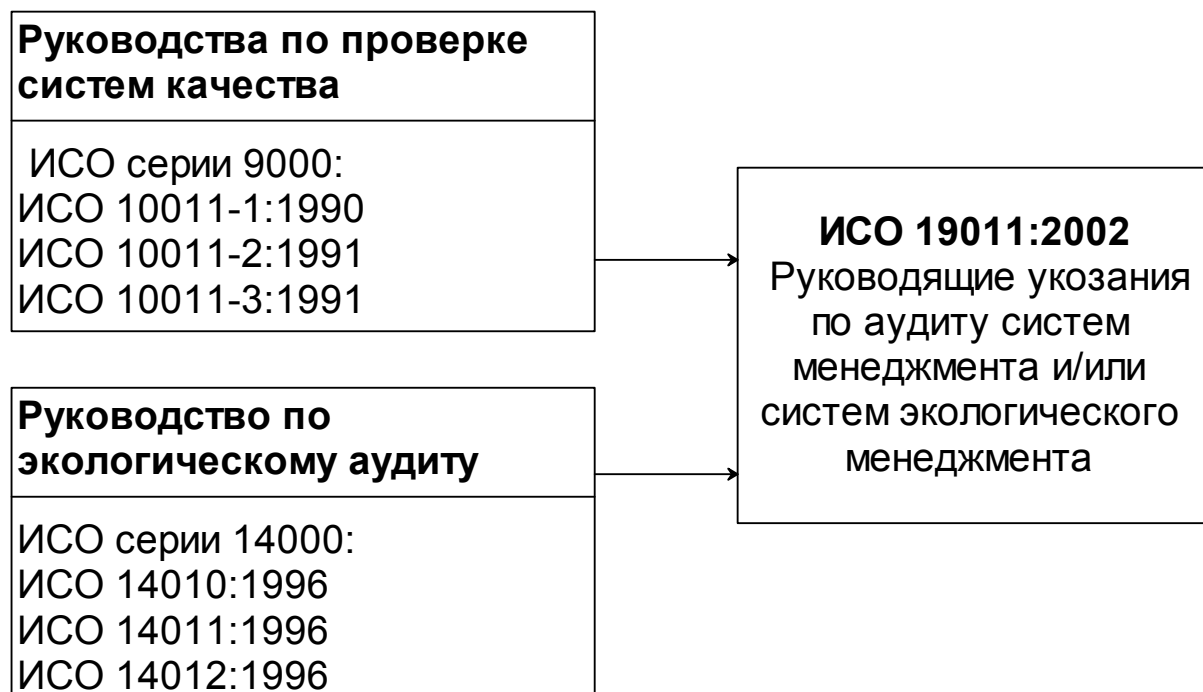 Руководства по проверке
систем качества
ИСО серии 9000:
ИСО 10011-1:1990
ИСО 10011-2:1991
ИСО 10011-3:1991
Руководство по
экологическому аудиту
ИСО серии 14000:
ИСО 14010:1996
ИСО 14011:1996
ИСО 14012:1996
ИСО 19011:2002
Руководящие укозания
по аудиту систем
менеджмента и/или
систем экологического
менеджмента